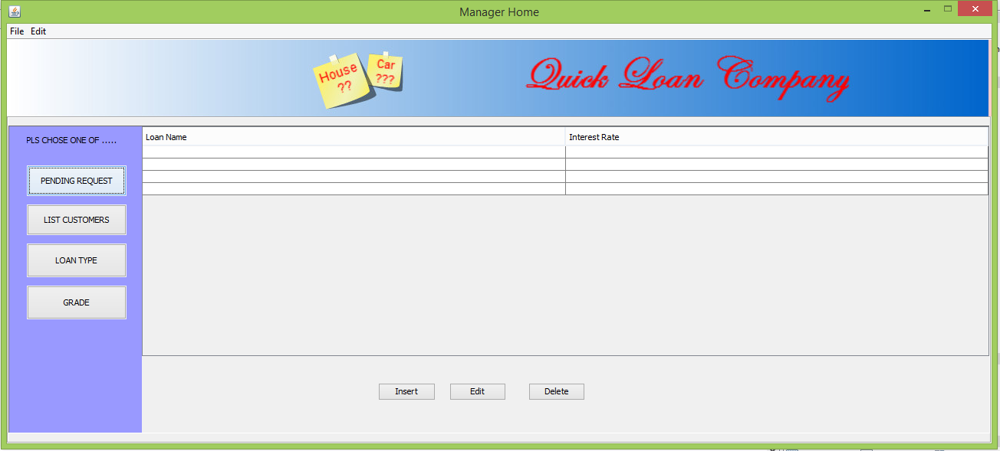 Manager Home
File Edit
House
??
Car
???
Quick Loan Company
PLS CHOSE ONE OF .....
Loan Name Interest Rate
PENDING REQUEST
LIST CUSTOMERS
LOAN TYPE
GRADE
Insert Edit Delete